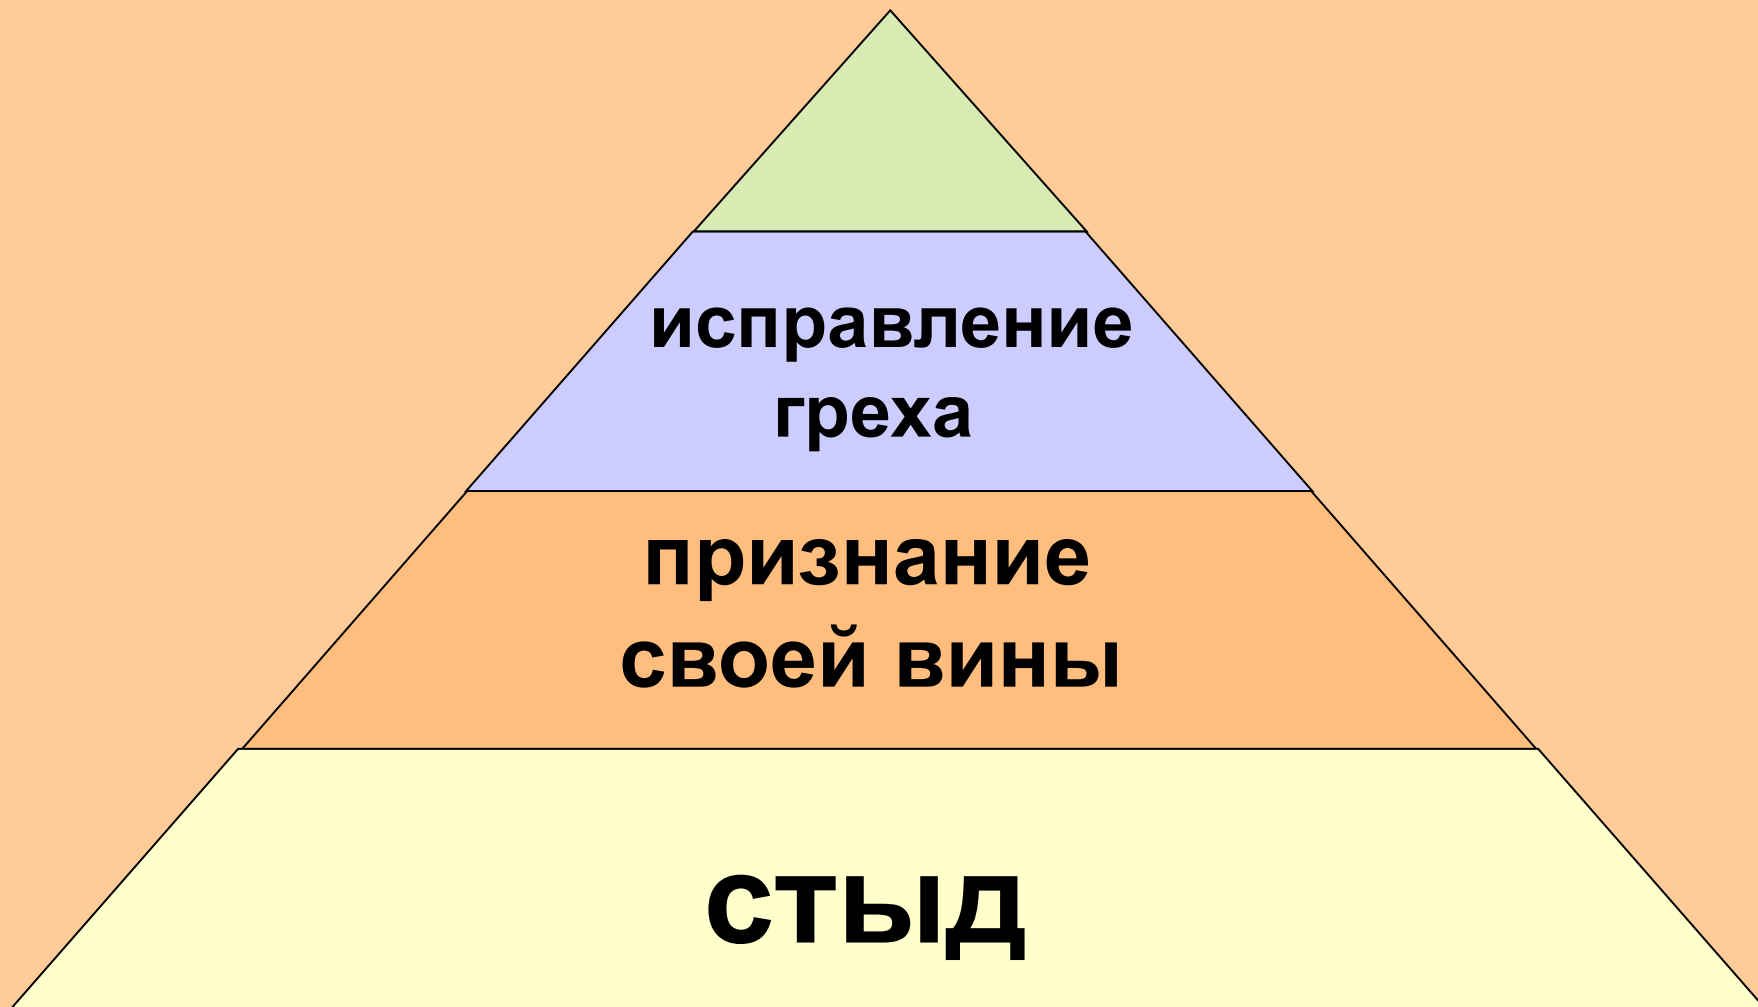 исправление
греха
признание
своей вины
стыд